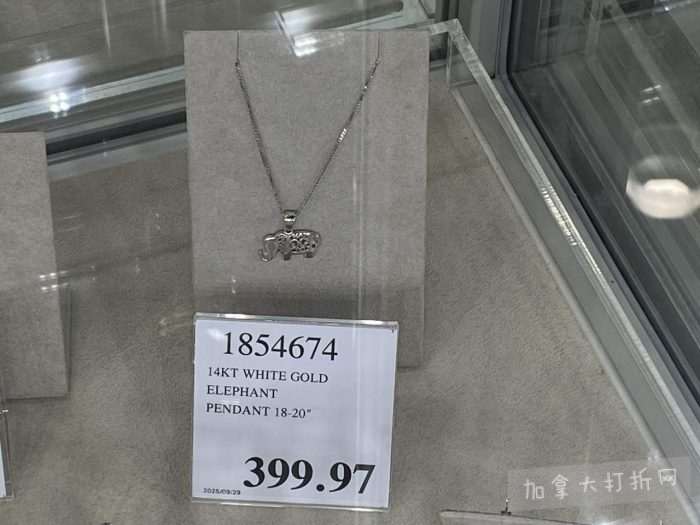 1854674
14KT WHITE GOLD
ELEPHANT
PENDANT 18-20"
399.97
2025/09/29
加拿大打折网